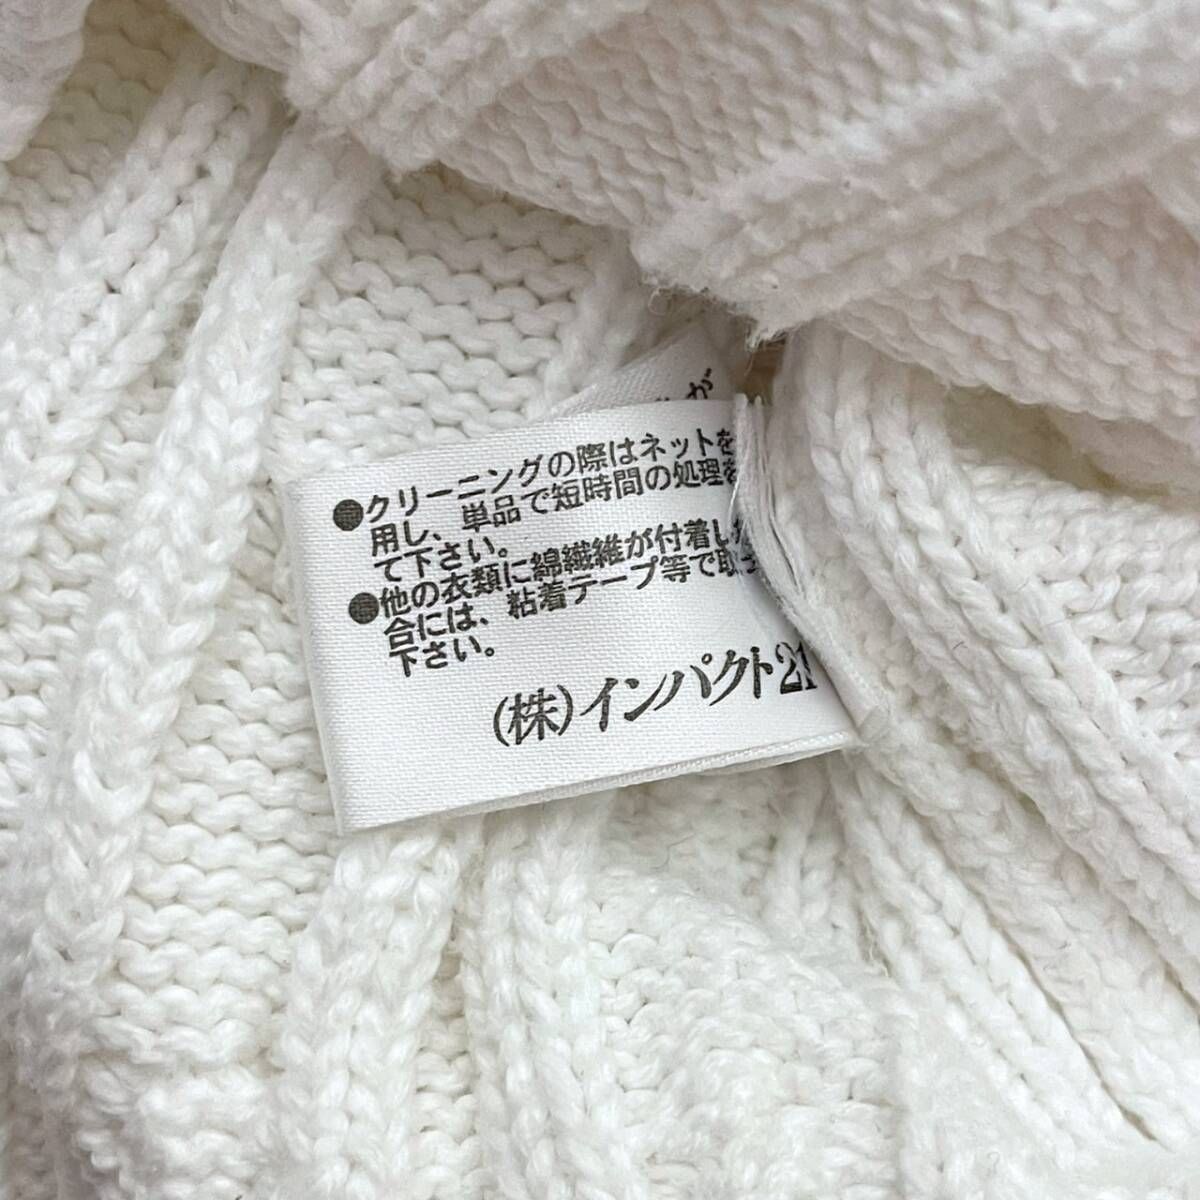 が
●クリーニングの際はネットを
用し、単品で短時間の処理を
て下さい。
●他の衣類に綿繊維が付着した
合には、粘着テープ等で取
下さい。
(株)インパクト21